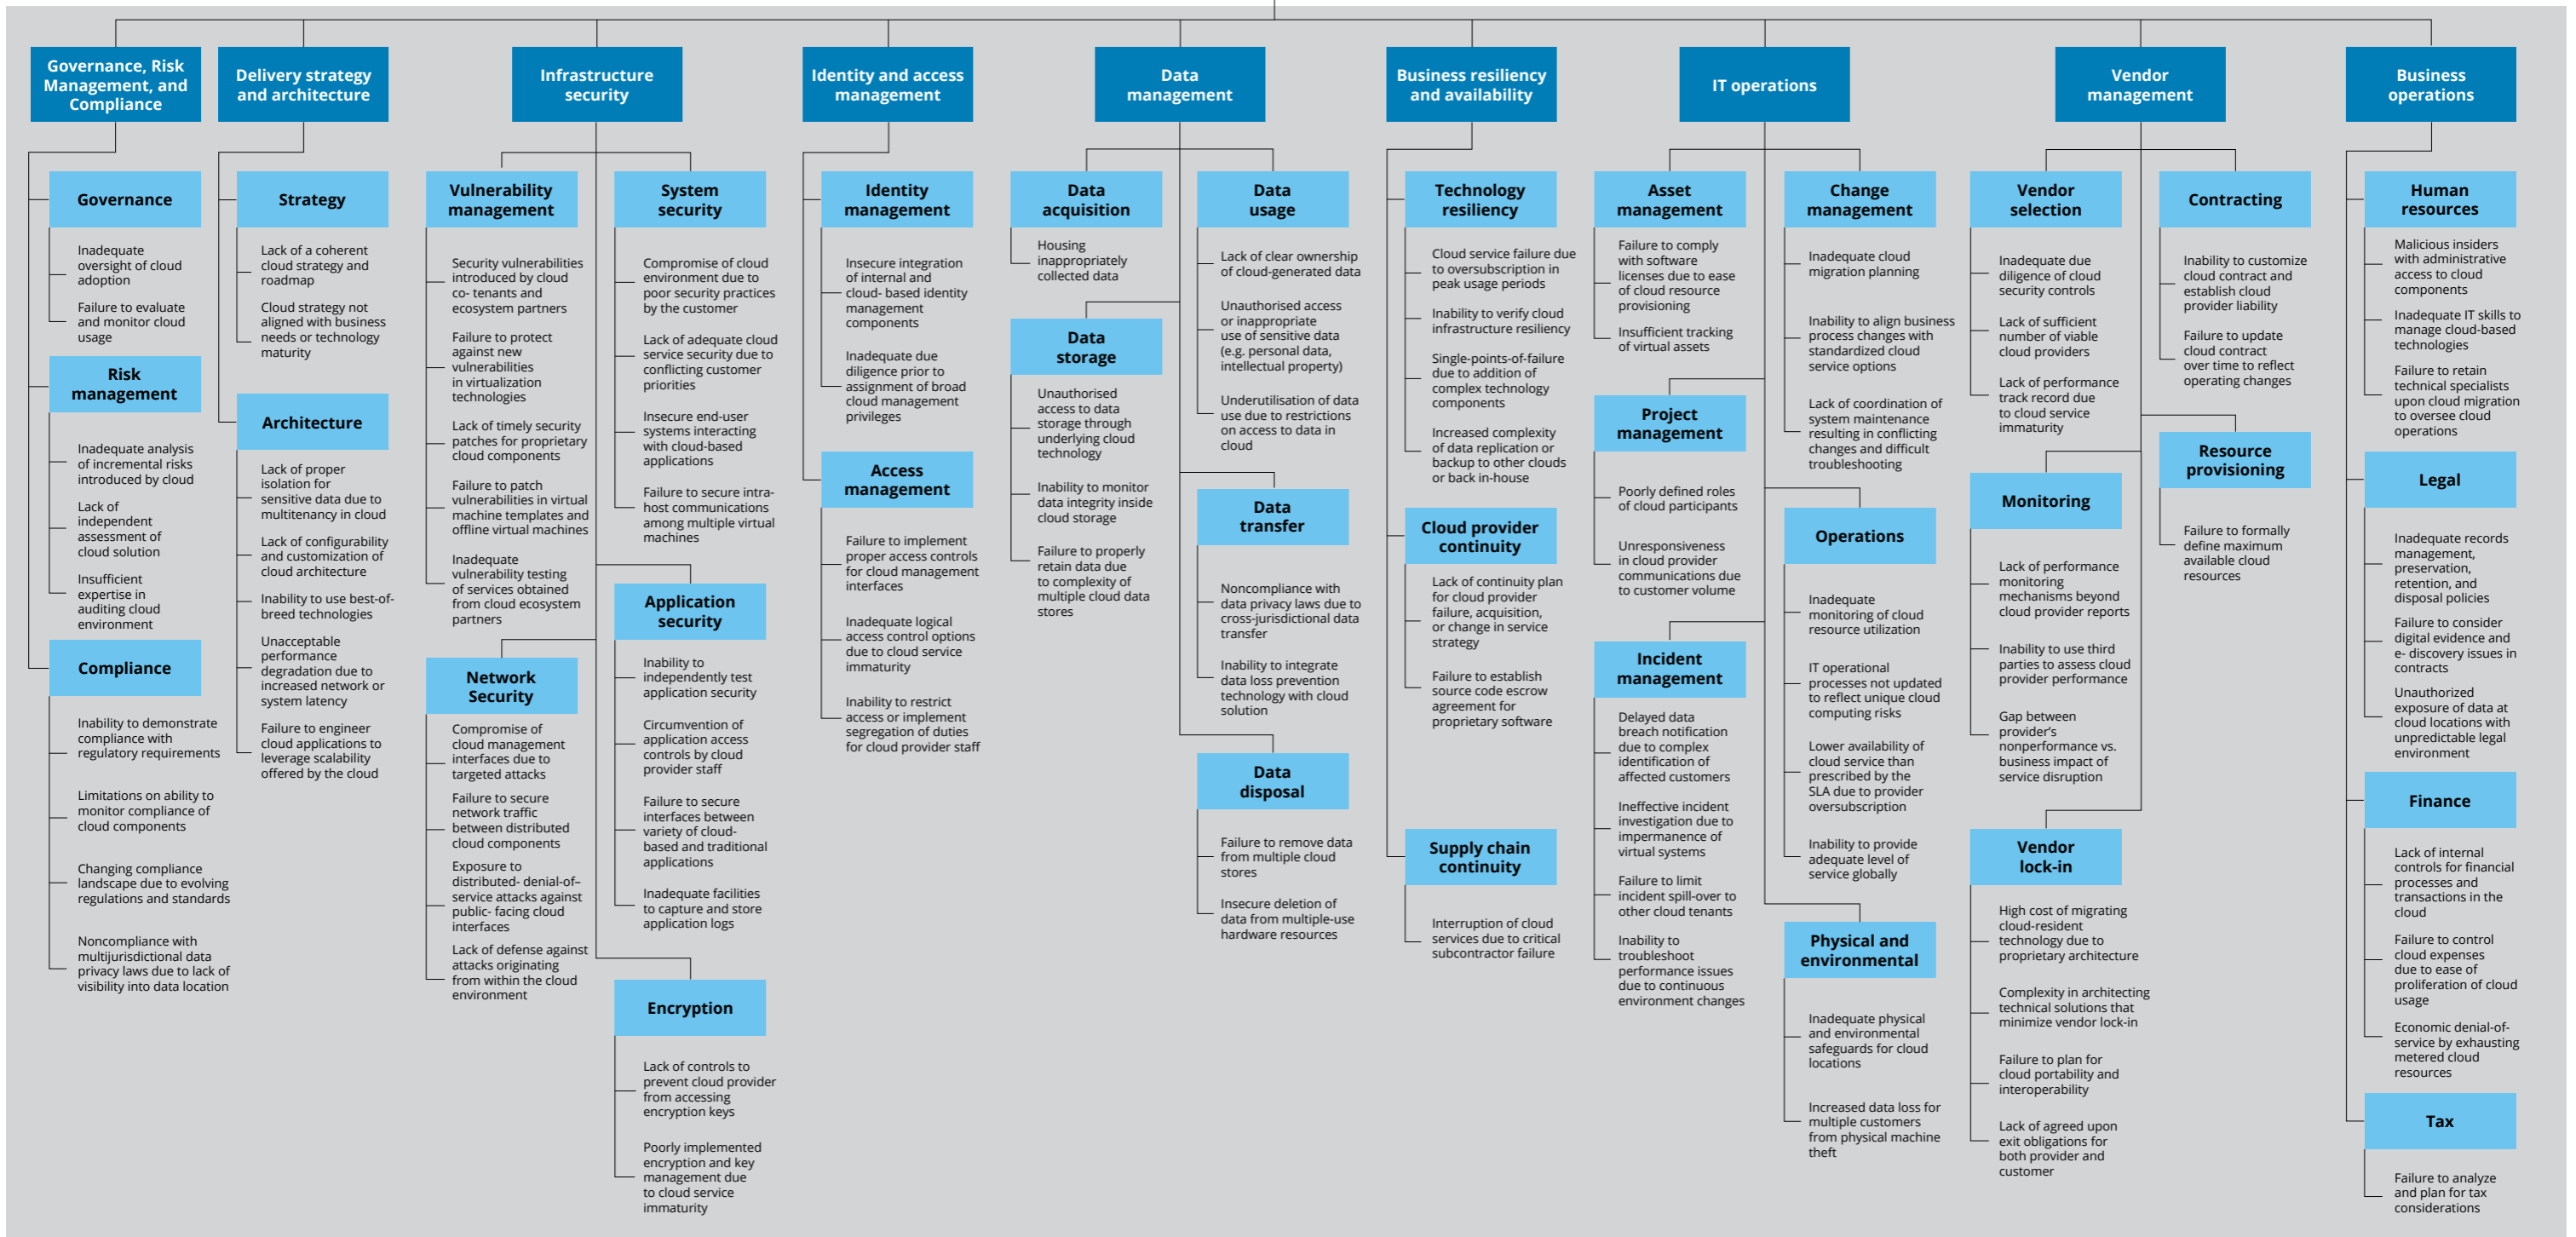 Governance, Risk
Management, and
Compliance
Governance
Inadequate
oversight of cloud
adoption
Failure to evaluate
and monitor cloud
usage
Risk
management
Inadequate analysis
of incremental risks
introduced by cloud
Lack of
independent
assessment of
cloud solution
Insufficient
expertise in
auditing cloud
environment
Compliance
Inability to demonstrate
compliance with
regulatory requirements
Limitations on ability to
monitor compliance of
cloud components
Changing compliance
landscape due to evolving
regulations and standards
Noncompliance with
multijurisdictional data
privacy laws due to lack of
visibility into data location
Delivery strategy
and architecture
Strategy
Lack of a coherent
cloud strategy and
roadmap
Cloud strategy not
aligned with business
needs or technology
maturity
Architecture
Lack of proper
isolation for
sensitive data due to
multitenancy in cloud
Lack of configurability
and customization of
cloud architecture
Inability to use best-of-
breed technologies
Unacceptable
performance
degradation due to
increased network or
system latency
Failure to engineer
cloud applications to
leverage scalability
offered by the cloud
Infrastructure
security
Vulnerability
management
Security vulnerabilities
introduced by cloud
co- tenants and
ecosystem partners
Failure to protect
against new
vulnerabilities
in virtualization
technologies
Lack of timely security
patches for proprietary
cloud components
Failure to patch
vulnerabilities in virtual
machine templates and
offline virtual machines
Inadequate
vulnerability testing
of services obtained
from cloud ecosystem
partners
Network
Security
Compromise of
cloud management
interfaces due to
targeted attacks
Failure to secure
network traffic
between distributed
cloud components
Exposure to
distributed- denial-of–
service attacks against
public- facing cloud
interfaces
Lack of defense against
attacks originating
from within the cloud
environment
System
security
Compromise of cloud
environment due to
poor security practices
by the customer
Lack of adequate cloud
service security due to
conflicting customer
priorities
Insecure end-user
systems interacting
with cloud-based
applications
Failure to secure intra-
host communications
among multiple virtual
machines
Application
security
Inability to
independently test
application security
Circumvention of
application access
controls by cloud
provider staff
Failure to secure
interfaces between
variety of cloud-
based and traditional
applications
Inadequate facilities
to capture and store
application logs
Encryption
Lack of controls to
prevent cloud provider
from accessing
encryption keys
Poorly implemented
encryption and key
management due
to cloud service
immaturity
Identity and access
management
Identity
management
Insecure integration
of internal and
cloud- based identity
management
components
Inadequate due
diligence prior to
assignment of broad
cloud management
privileges
Access
management
Failure to implement
proper access controls
for cloud management
interfaces
Inadequate logical
access control options
due to cloud service
immaturity
Inability to restrict
access or implement
segregation of duties
for cloud provider staff
Data
management
Data
acquisition
Housing
inappropriately
collected data
Data
storage
Unauthorised
access to data
storage through
underlying cloud
technology
Inability to monitor
data integrity inside
cloud storage
Failure to properly
retain data due
to complexity of
multiple cloud data
stores
Data
usage
Lack of clear ownership
of cloud-generated data
Unauthorised access
or inappropriate
use of sensitive data
(e.g. personal data,
intellectual property)
Underutilisation of data
use due to restrictions
on access to data in
cloud
Data
transfer
Noncompliance with
data privacy laws due to
cross-jurisdictional data
transfer
Inability to integrate
data loss prevention
technology with cloud
solution
Data
disposal
Failure to remove data
from multiple cloud
stores
Insecure deletion of
data from multiple-use
hardware resources
Business resiliency
and availability
Technology
resiliency
Cloud service failure due
to oversubscription in
peak usage periods
Inability to verify cloud
infrastructure resiliency
Single-points-of-failure
due to addition of
complex technology
components
Increased complexity
of data replication or
backup to other clouds
or back in-house
Cloud provider
continuity
Lack of continuity plan
for cloud provider
failure, acquisition,
or change in service
strategy
Failure to establish
source code escrow
agreement for
proprietary software
Supply chain
continuity
Interruption of cloud
services due to critical
subcontractor failure
IT operations
Asset
management
Failure to comply
with software
licenses due to ease
of cloud resource
provisioning
Insufficient tracking
of virtual assets
Project
management
Poorly defined roles
of cloud participants
Unresponsiveness
in cloud provider
communications due
to customer volume
Incident
management
Delayed data
breach notification
due to complex
identification of
affected customers
Ineffective incident
investigation due to
impermanence of
virtual systems
Failure to limit
incident spill-over to
other cloud tenants
Inability to
troubleshoot
performance issues
due to continuous
environment changes
Change
management
Inadequate cloud
migration planning
Inability to align business
process changes with
standardized cloud
service options
Lack of coordination of
system maintenance
resulting in conflicting
changes and difficult
troubleshooting
Operations
Inadequate
monitoring of cloud
resource utilization
IT operational
processes not updated
to reflect unique cloud
computing risks
Lower availability of
cloud service than
prescribed by the
SLA due to provider
oversubscription
Inability to provide
adequate level of
service globally
Physical and
environmental
Inadequate physical
and environmental
safeguards for cloud
locations
Increased data loss for
multiple customers
from physical machine
theft
Vendor
management
Vendor
selection
Inadequate due
diligence of cloud
security controls
Lack of sufficient
number of viable
cloud providers
Lack of performance
track record due
to cloud service
immaturity
Monitoring
Lack of performance
monitoring
mechanisms beyond
cloud provider reports
Inability to use third
parties to assess cloud
provider performance
Gap between
provider’s
nonperformance vs.
business impact of
service disruption
Vendor
lock-in
High cost of migrating
cloud-resident
technology due to
proprietary architecture
Complexity in architecting
technical solutions that
minimize vendor lock-in
Failure to plan for
cloud portability and
interoperability
Lack of agreed upon
exit obligations for
both provider and
customer
Contracting
Inability to customize
cloud contract and
establish cloud
provider liability
Failure to update
cloud contract
over time to reflect
operating changes
Resource
provisioning
Failure to formally
define maximum
available cloud
resources
Business
operations
Human
resources
Malicious insiders
with administrative
access to cloud
components
Inadequate IT skills to
manage cloud-based
technologies
Failure to retain
technical specialists
upon cloud migration
to oversee cloud
operations
Legal
Inadequate records
management,
preservation,
retention, and
disposal policies
Failure to consider
digital evidence and
e- discovery issues in
contracts
Unauthorized
exposure of data at
cloud locations with
unpredictable legal
environment
Finance
Lack of internal
controls for financial
processes and
transactions in the
cloud
Failure to control
cloud expenses
due to ease of
proliferation of cloud
usage
Economic denial-of-
service by exhausting
metered cloud
resources
Tax
Failure to analyze
and plan for tax
considerations